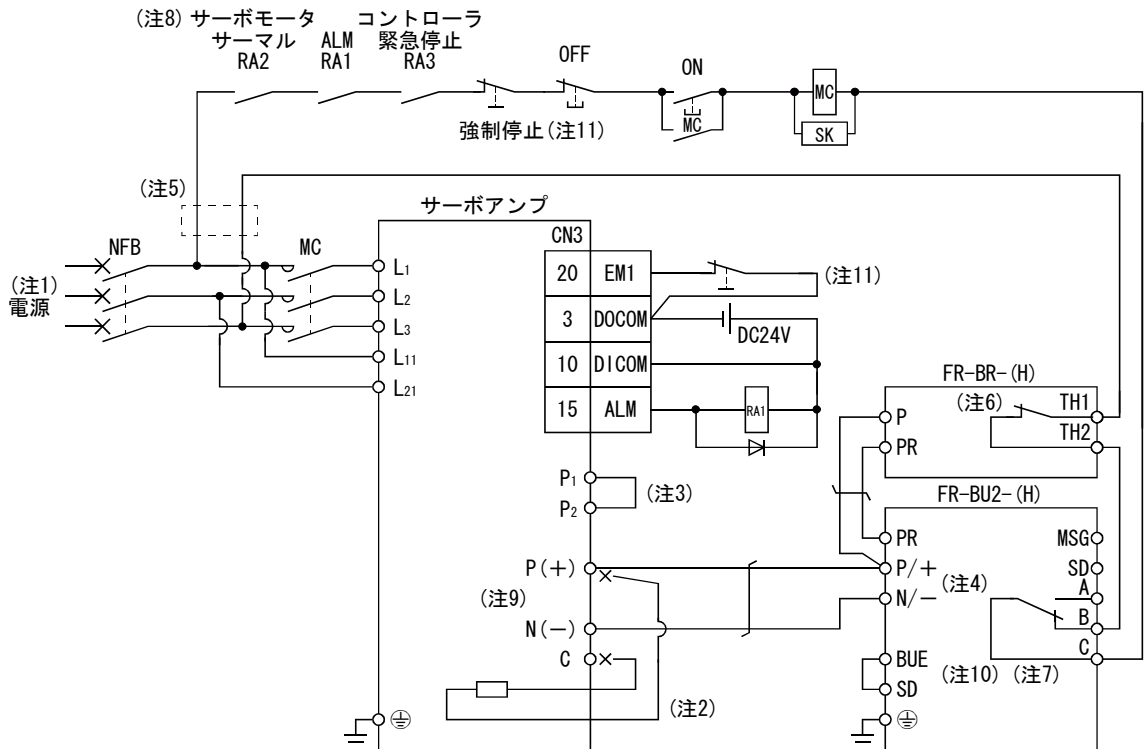 (注8) サーボモータ コントローラ
サーマル ALM 緊急停止
RA2 RA1 RA3
OFF
ON
MC
MC
SK
強制停止(注11)
(注5)
サーボアンプ
NFB
MC
CN3
(注1)
電源
L1
L2
L3
L11
L21
20 EM1
(注11)
3 DOCOM
DC24V
10 DICOM
15 ALM
RA1
FR-BR-(H)
(注6)
P
TH1
PR
TH2
P1
P2
(注3)
FR-BU2-(H)
PR
MSG
P(+)
P/+
SD
(注4)
A
(注9)
N/-
B
N(-)
C
C
BUE
(注10) (注7)
SD
(注2)